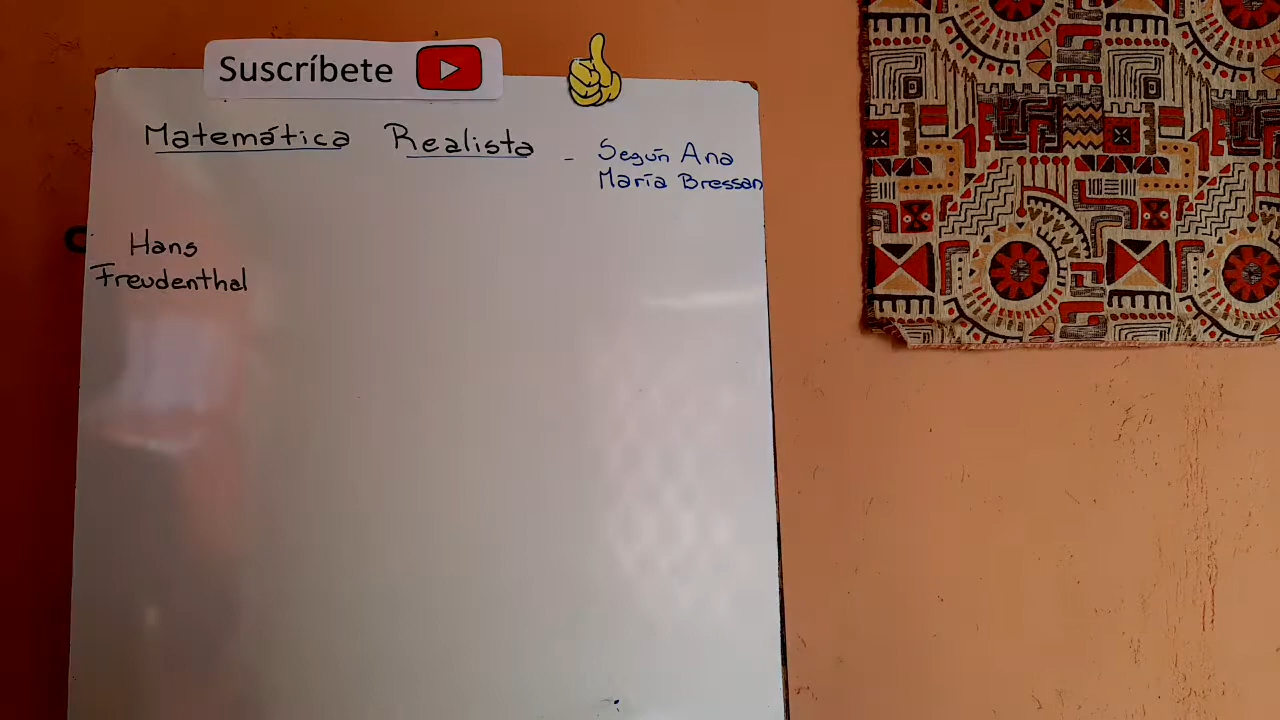 Suscríbete
Matemática Realista - Según Ana
María Bressan
Hans
Freudenthal